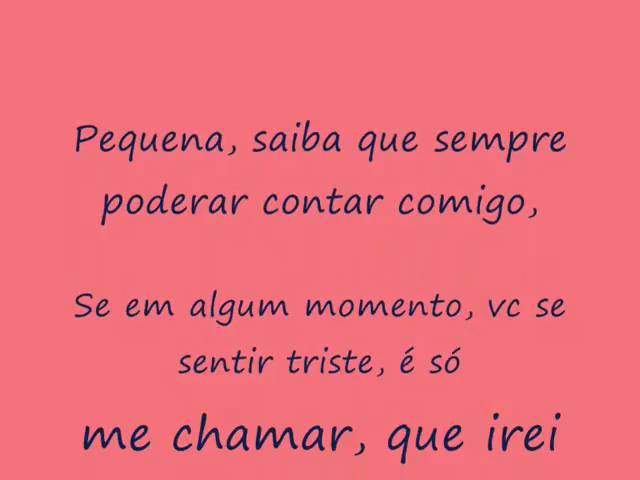 Pequena, saiba que sempre
poderar contar comigo,
Se em algum momento, vc se
sentir triste, é só
me chamar, que irei